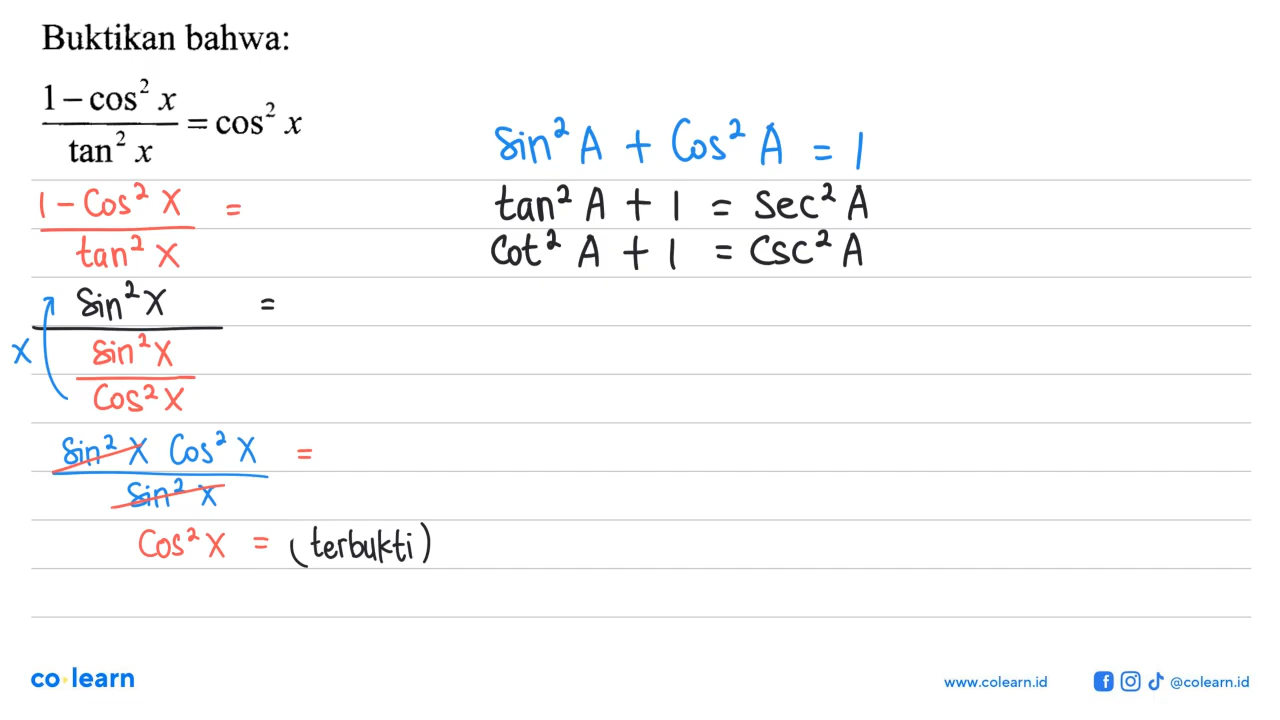 Buktikan bahwa:
1 – cos² x / tan² x = cos² x
sin² A + Cos² A = 1
tan² A + 1 = Sec² A
Cot² A + 1 = Csc² A
1 – Cos² X / tan² X =
Sin² X =
x
Sin² X
Cos² X
Sin² X Cos² X =
Sin² X
Cos² X = (terbukti)
co learn
www.colearn.id
@colearn.id